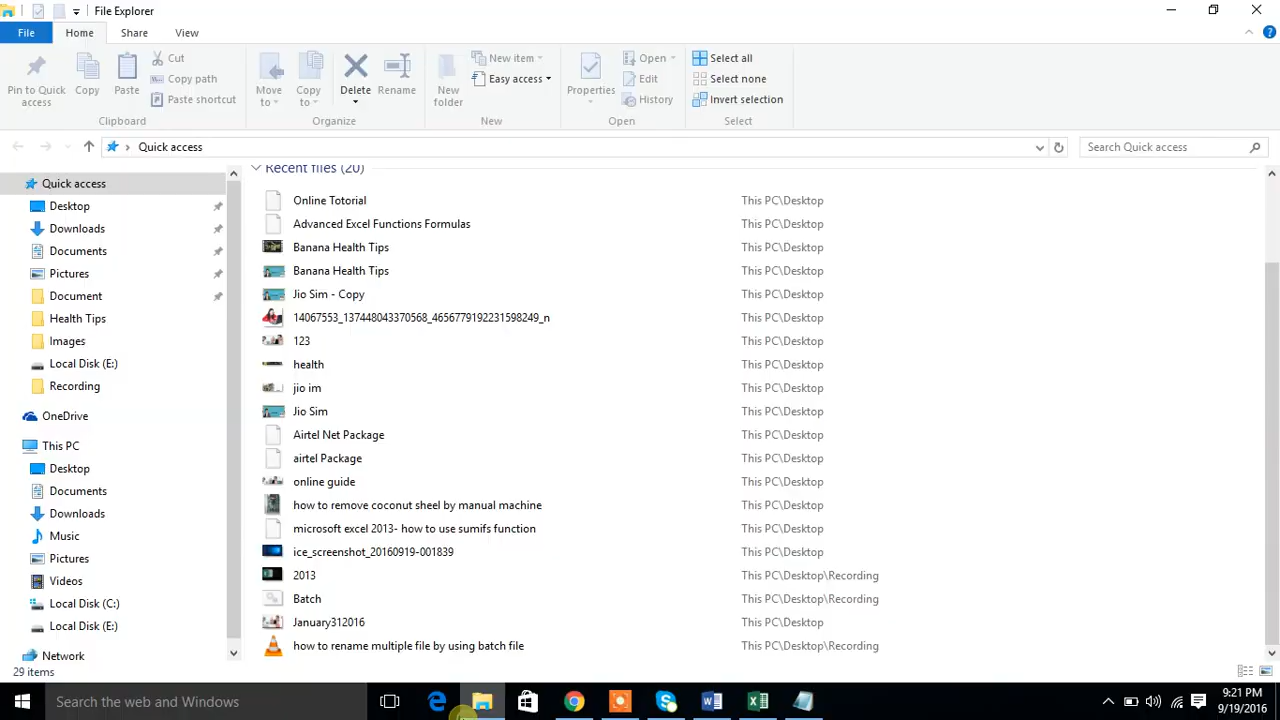 File Explorer
File Home Share View
Pin to Quick access
Copy
Paste
Cut
Copy path
Paste shortcut
Clipboard
Move to
Copy to
Delete
Rename
Organize
New folder
New item
Easy access
New
Properties
Open
Edit
History
Open
Select all
Select none
Invert selection
Select
Quick access
Search Quick access
Quick access
Desktop
Downloads
Documents
Pictures
Document
Health Tips
Images
Local Disk (E:)
Recording
OneDrive
This PC
Desktop
Documents
Downloads
Music
Pictures
Videos
Local Disk (C:)
Local Disk (E:)
Network
Recent files (20)
Online Totorial This PC\Desktop
Advanced Excel Functions Formulas This PC\Desktop
Banana Health Tips This PC\Desktop
Banana Health Tips This PC\Desktop
Jio Sim - Copy This PC\Desktop
14067553_137448043370568_4656779192231598249_n This PC\Desktop
123 This PC\Desktop
health This PC\Desktop
jio im This PC\Desktop
Jio Sim This PC\Desktop
Airtel Net Package This PC\Desktop
airtel Package This PC\Desktop
online guide This PC\Desktop
how to remove coconut sheel by manual machine This PC\Desktop
microsoft excel 2013- how to use sumifs function This PC\Desktop
ice_screenshot_20160919-001839 This PC\Desktop
2013 This PC\Desktop\Recording
Batch This PC\Desktop\Recording
January312016 This PC\Desktop
how to rename multiple file by using batch file This PC\Desktop\Recording
29 items
Search the web and Windows
9:21 PM
9/19/2016